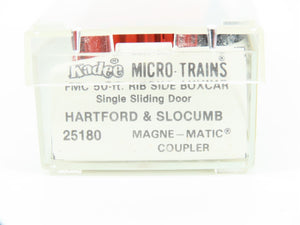 Kadee® MICRO-TRAINS®
FMC 50-ft. RIB SIDE BOXCAR
Single Sliding Door
HARTFORD & SLOCUMB
25180 MAGNE-MATIC®
COUPLER